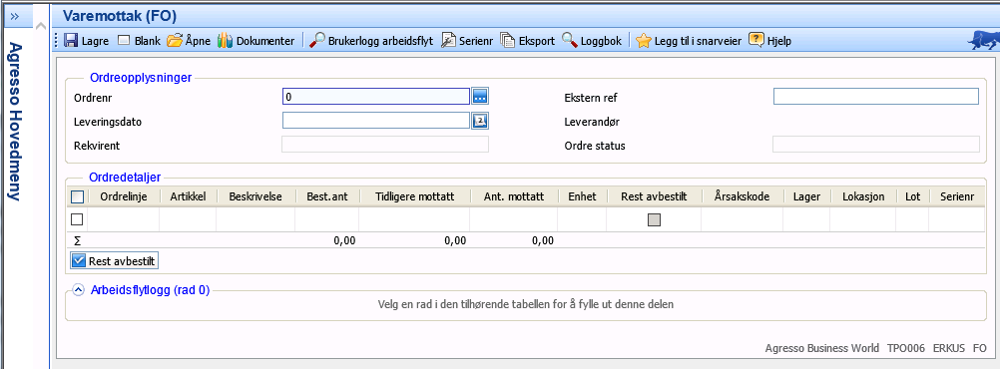 Varemottak (FO)
Lagre Blank Åpne Dokumenter Brukerlogg arbeidsflyt Serienr Eksport Loggbok Legg til i snarveier Hjelp
Agresso Hovedmeny
Ordreopplysninger
Ordrenr 0 ... Ekstern ref
Leveringsdato 2 Leverandør
Rekvirent Ordre status
Ordredetaljer
Ordrelinje Artikkel Beskrivelse Best.ant Tidligere mottatt Ant. mottatt Enhet Rest avbestilt Årsakskode Lager Lokasjon Lot Serienr
Σ 0,00 0,00 0,00
Rest avbestilt
Arbeidsflytlogg (rad 0)
Velg en rad i den tilhørende tabellen for å fylle ut denne delen
Agresso Business World TPO006 ERKUS FO